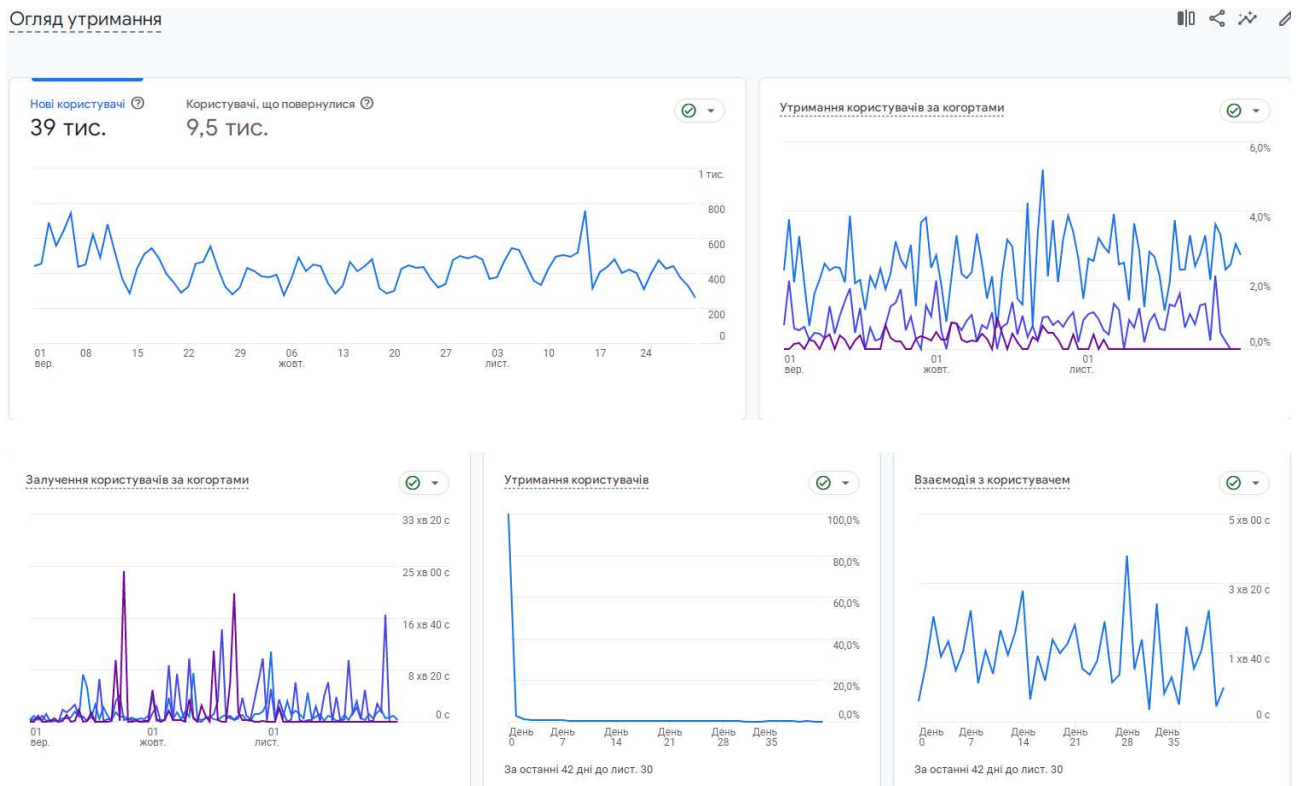 Огляд утримання
Нові користувачі
39 тис.
Користувачі, що повернулися
9,5 тис.
1 тис.
800
600
400
200
0
01
вер.
08
15
22
29
06
жовт.
13
20
27
03
лист.
10
17
24
Утримання користувачів за когортами
6,0%
4,0%
2,0%
0,0%
01
вер.
01
жовт.
01
лист.
Залучення користувачів за когортами
33 хв 20 с
25 хв 00 с
16 хв 40 с
8 хв 20 с
0 с
01
вер.
01
жовт.
01
лист.
Утримання користувачів
100,0%
80,0%
60,0%
40,0%
20,0%
0,0%
День
0
День
7
День
14
День
21
День
28
День
35
За останні 42 дні до лист. 30
Взаємодія з користувачем
5 хв 00 с
3 хв 20 с
1 хв 40 с
0 с
День
0
День
7
День
14
День
21
День
28
День
35
За останні 42 дні до лист. 30